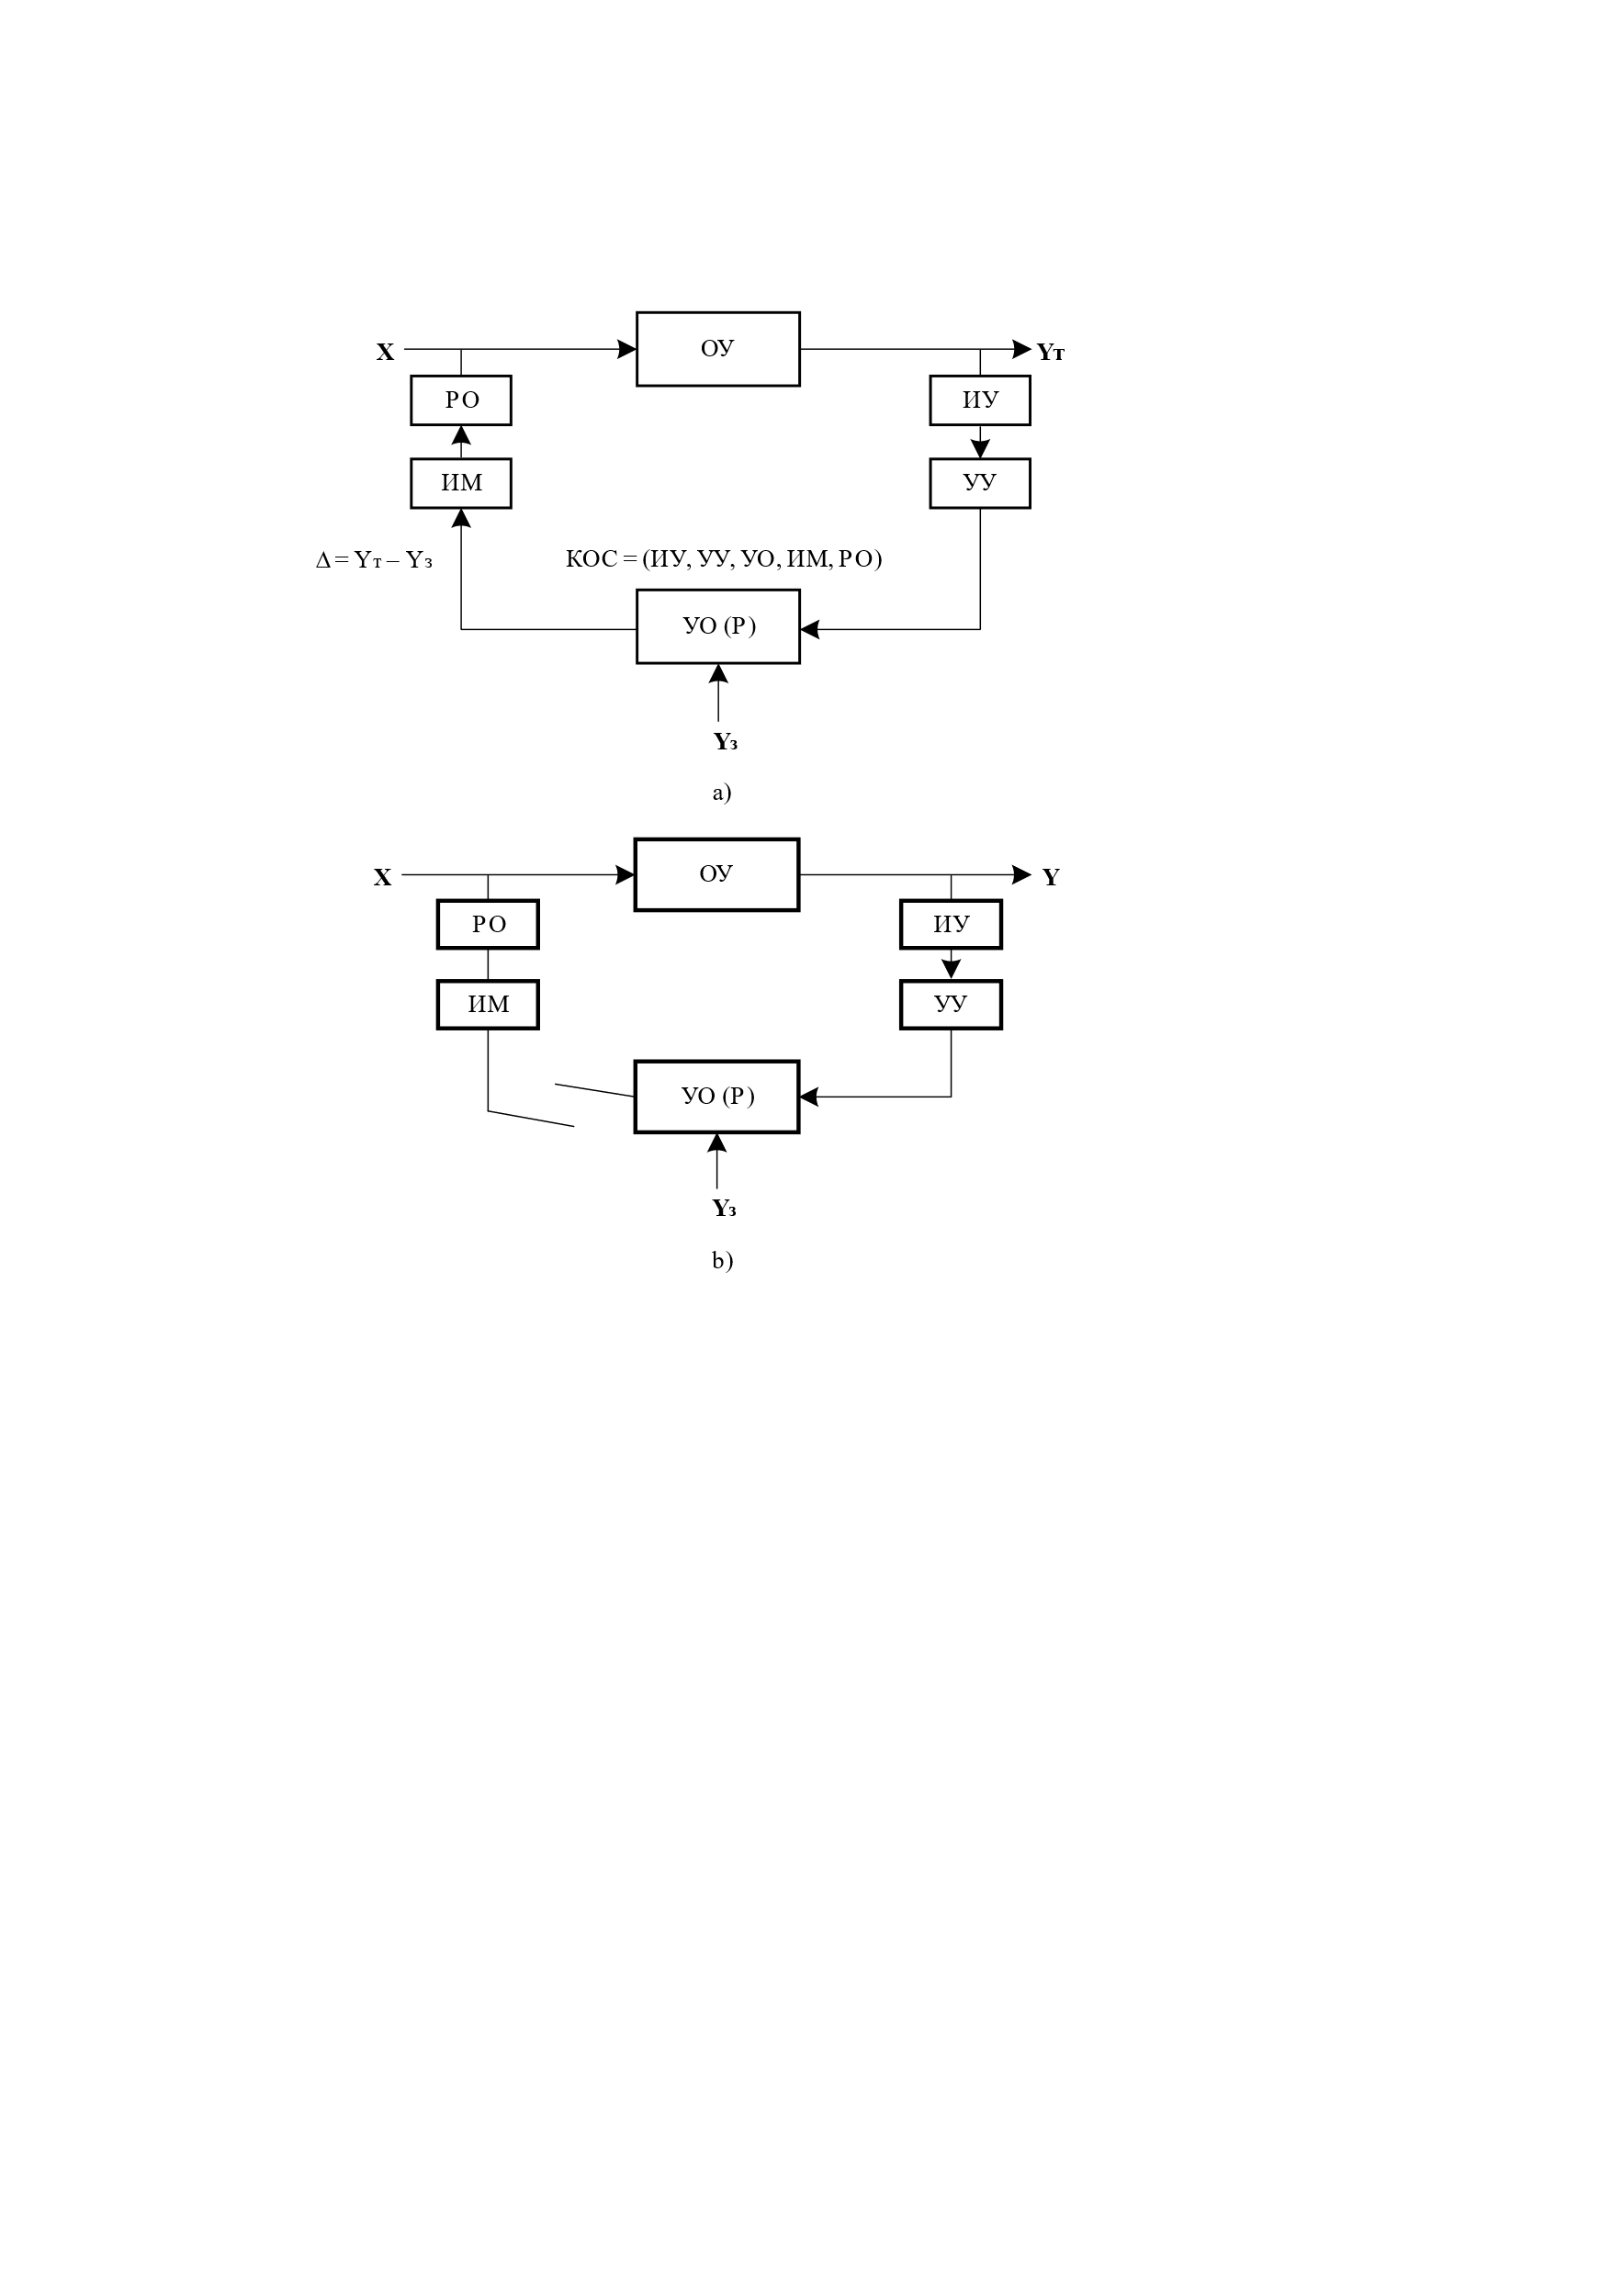 X
ОУ
Yт
РО
ИУ
ИМ
УУ
Δ = Yт – Yз
КОС = (ИУ, УУ, УО, ИМ, РО)
УО (Р)
Yз
a)
X
ОУ
Y
РО
ИУ
ИМ
УУ
УО (Р)
Yз
b)